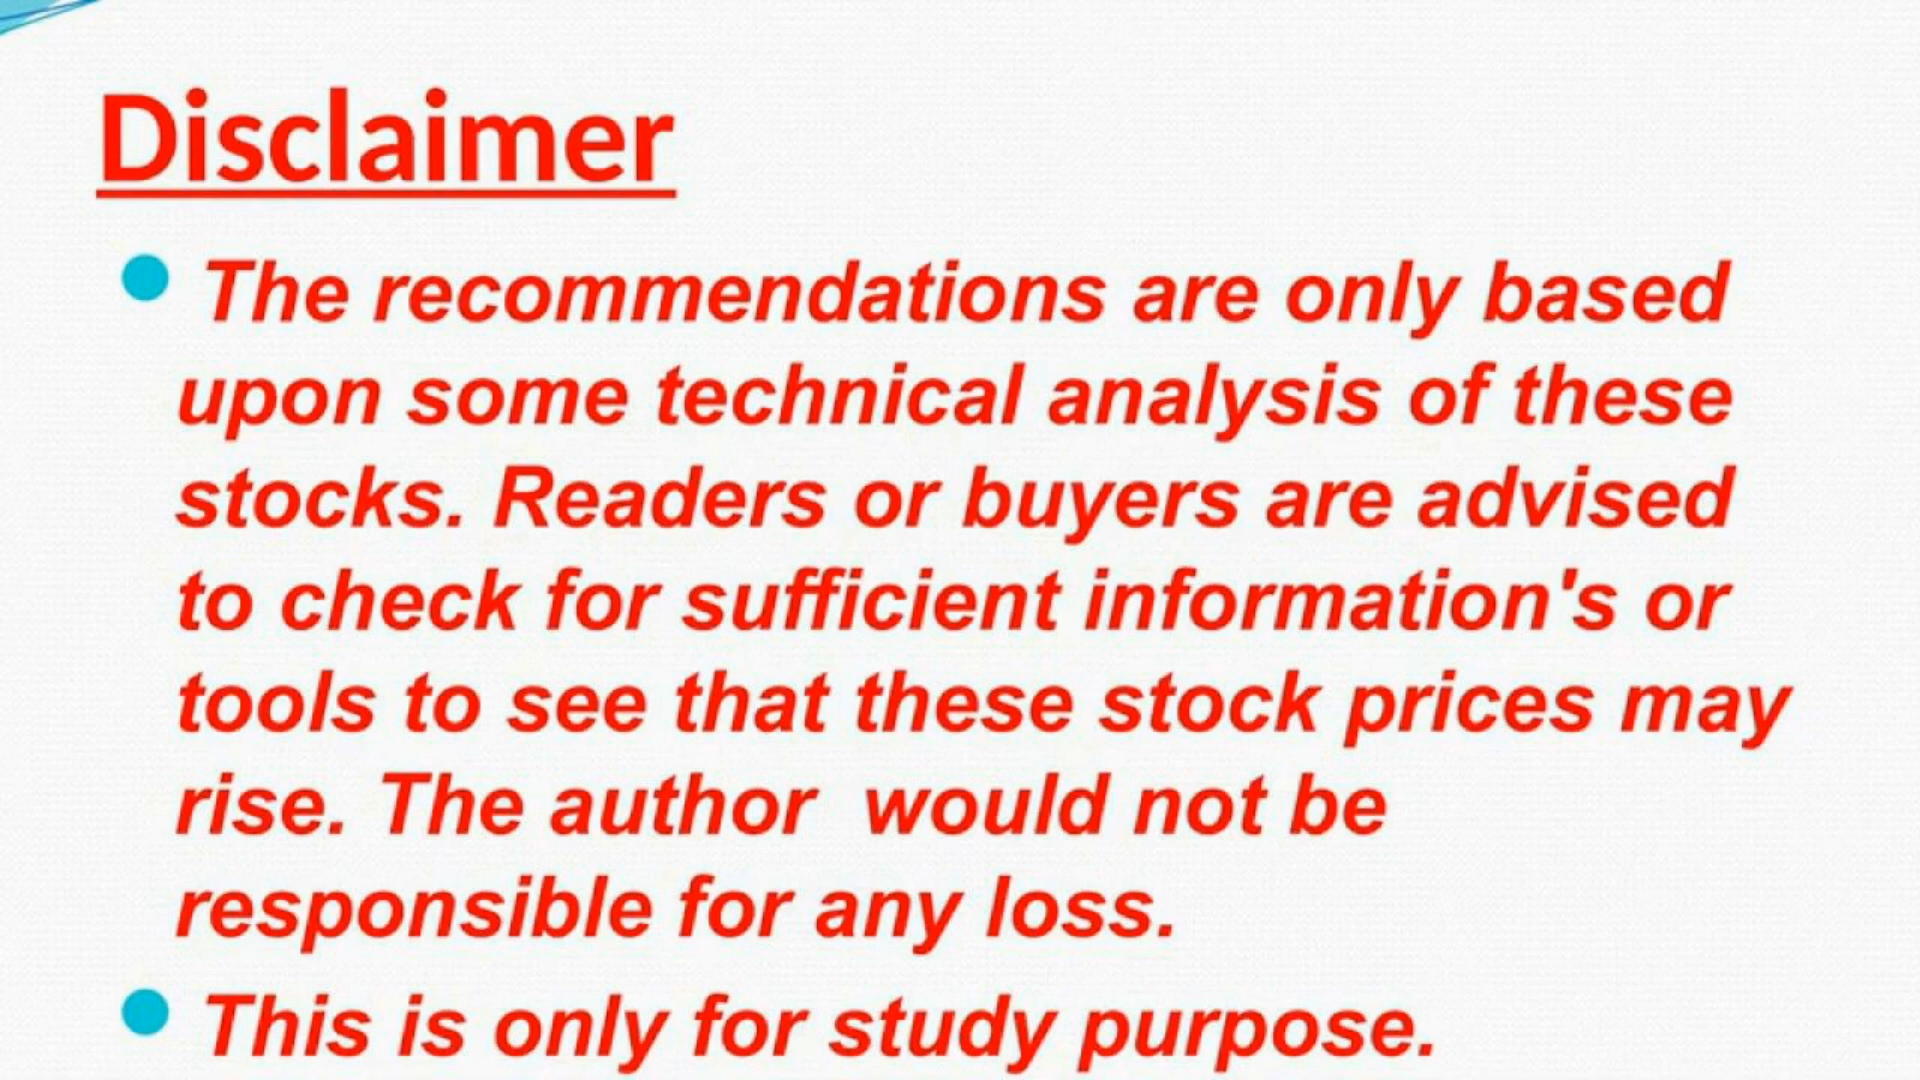 Disclaimer
The recommendations are only based
upon some technical analysis of these
stocks. Readers or buyers are advised
to check for sufficient information's or
tools to see that these stock prices may
rise. The author  would not be
responsible for any loss.
This is only for study purpose.